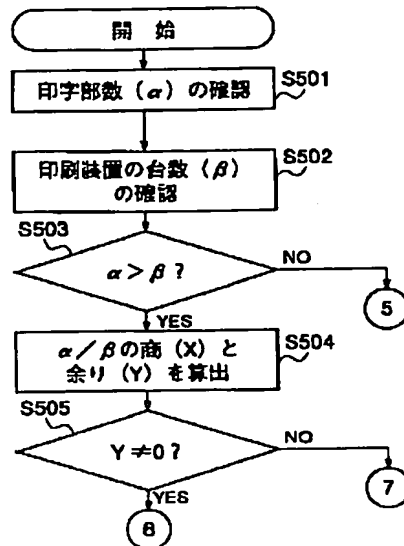 開 始
印字部数(α)の確認
S501
印刷装置の台数(β)
の確認
S502
S503
α>β?
NO
5
YES
α/βの商(X)と
余り(Y)を算出
S504
S505
Y≠0?
NO
7
YES
6